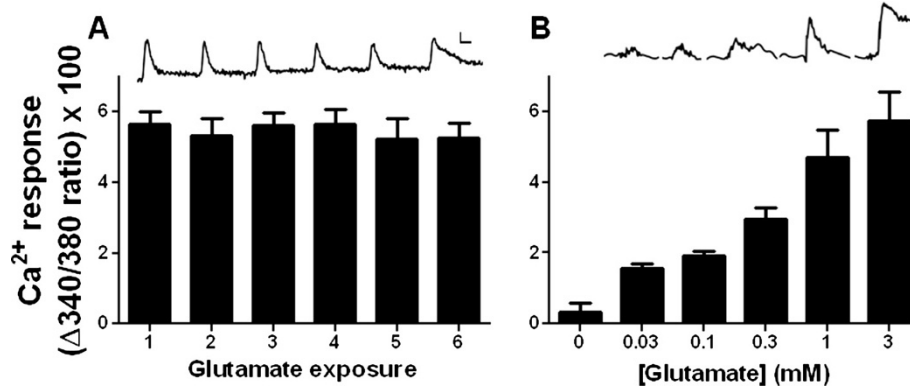 A
B
Ca2+ response
(Δ340/380 ratio) x 100
6
4
2
0
1 2 3 4 5 6
Glutamate exposure
6
4
2
0
0 0.03 0.1 0.3 1 3
[Glutamate] (mM)